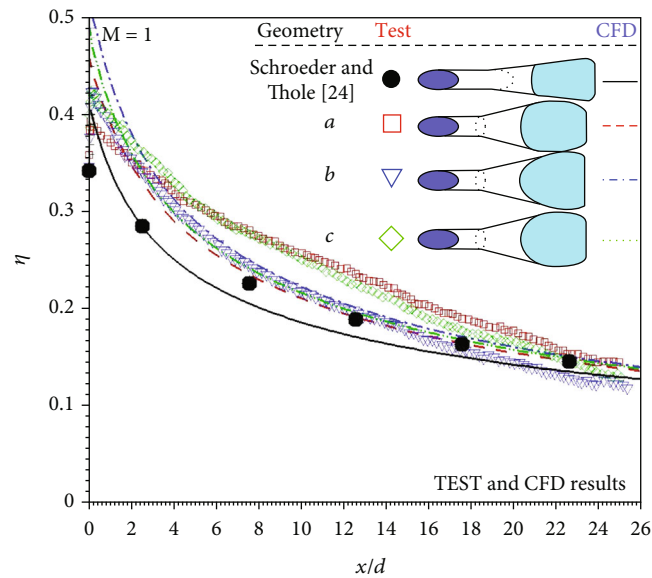 M = 1
Geometry Test CFD
Schroeder and
Thole [24]
a
b
c
TEST and CFD results
η
0.5
0.4
0.3
0.2
0.1
0
0 2 4 6 8 10 12 14 16 18 20 22 24 26
x/d